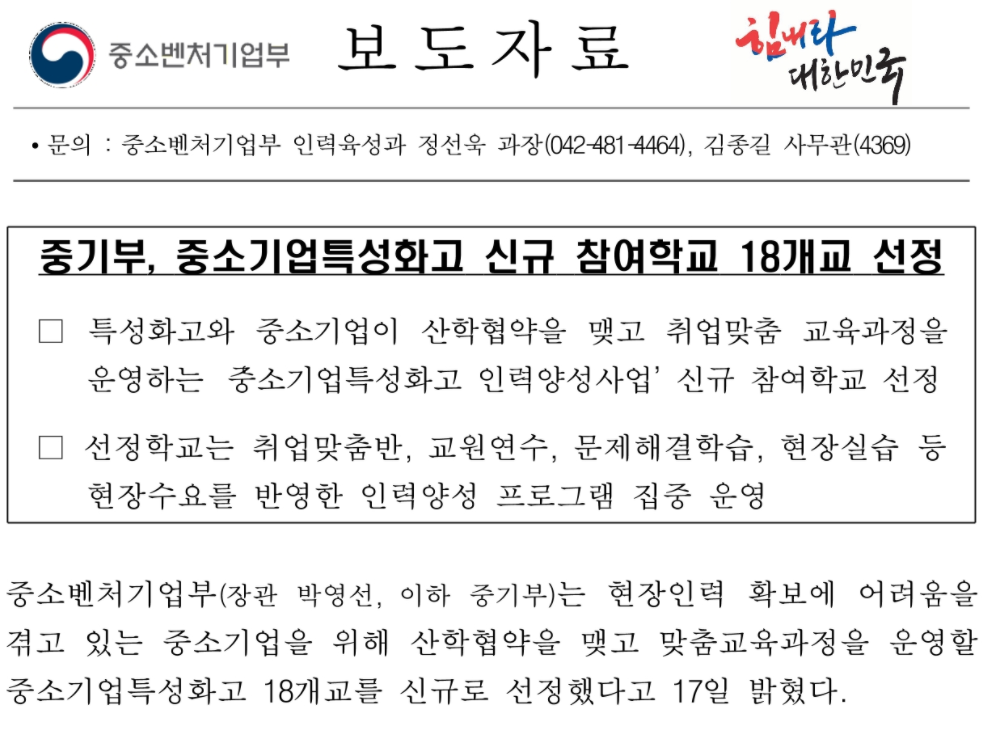 중소벤처기업부
보도자료
힘내라
대한민국
• 문의 : 중소벤처기업부 인력육성과 정선욱 과장(042-481-4464), 김종길 사무관(4369)
중기부, 중소기업특성화고 신규 참여학교 18개교 선정
□ 특성화고와 중소기업이 산학협약을 맺고 취업맞춤 교육과정을
운영하는 ‘중소기업특성화고 인력양성사업’ 신규 참여학교 선정
□ 선정학교는 취업맞춤반, 교원연수, 문제해결학습, 현장실습 등
현장수요를 반영한 인력양성 프로그램 집중 운영
중소벤처기업부(장관 박영선, 이하 중기부)는 현장인력 확보에 어려움을
겪고 있는 중소기업을 위해 산학협약을 맺고 맞춤교육과정을 운영할
중소기업특성화고 18개교를 신규로 선정했다고 17일 밝혔다.